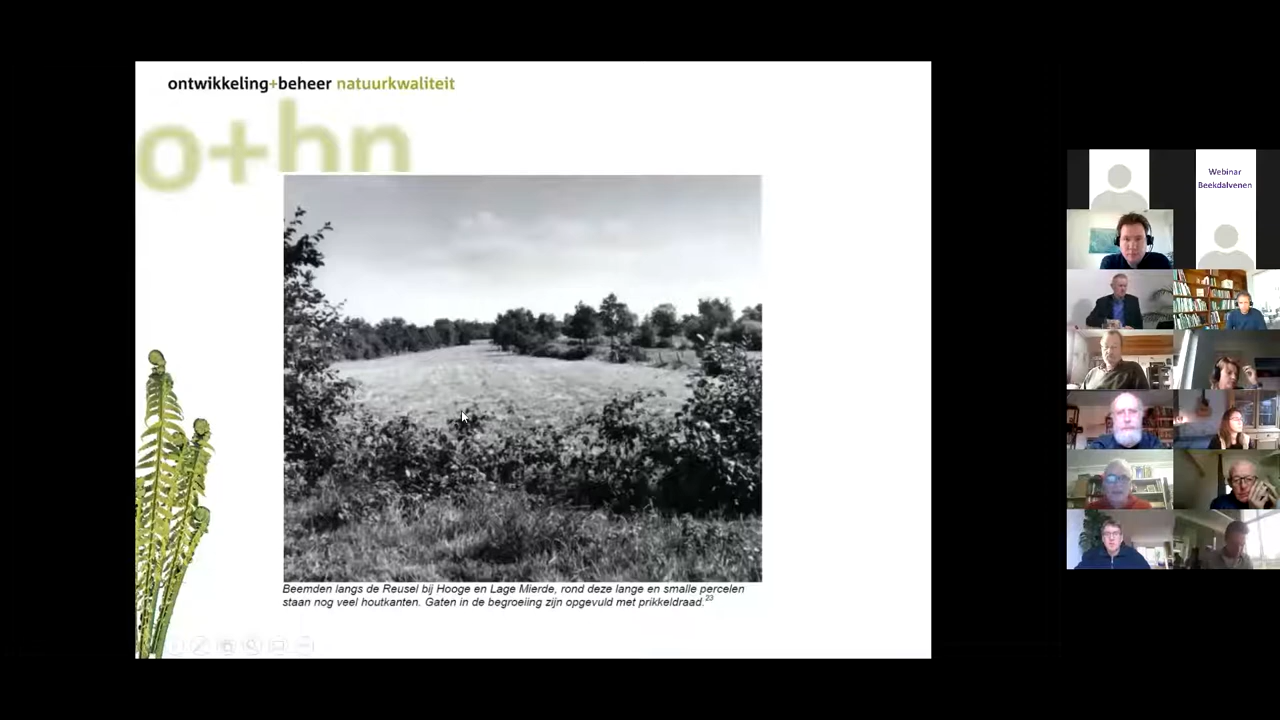 ontwikkeling+beheer natuurkwaliteit
o+hn
Beemden langs de Reusel bij Hooge en Lage Mierde, rond deze lange en smalle percelen
staan nog veel houtkanten. Gaten in de begroeiing zijn opgevuld met prikkeldraad.23
Webinar
Beekdalvenen